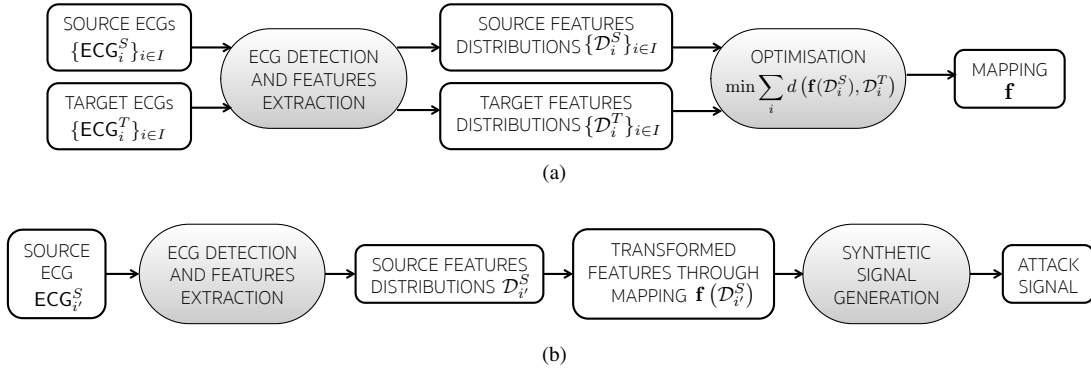 SOURCE ECGs
{ECG_i^S}_{i∈I}
TARGET ECGs
{ECG_i^T}_{i∈I}
ECG DETECTION
AND FEATURES
EXTRACTION
SOURCE FEATURES
DISTRIBUTIONS {𝒟_i^S}_{i∈I}
TARGET FEATURES
DISTRIBUTIONS {𝒟_i^T}_{i∈I}
OPTIMISATION
min ∑_i d (f(𝒟_i^S), 𝒟_i^T)
MAPPING
f
(a)
SOURCE
ECG
ECG_{i'}^S
ECG DETECTION
AND FEATURES
EXTRACTION
SOURCE FEATURES
DISTRIBUTIONS 𝒟_{i'}^S
TRANSFORMED
FEATURES THROUGH
MAPPING f (𝒟_{i'}^S)
SYNTHETIC
SIGNAL
GENERATION
ATTACK
SIGNAL
(b)